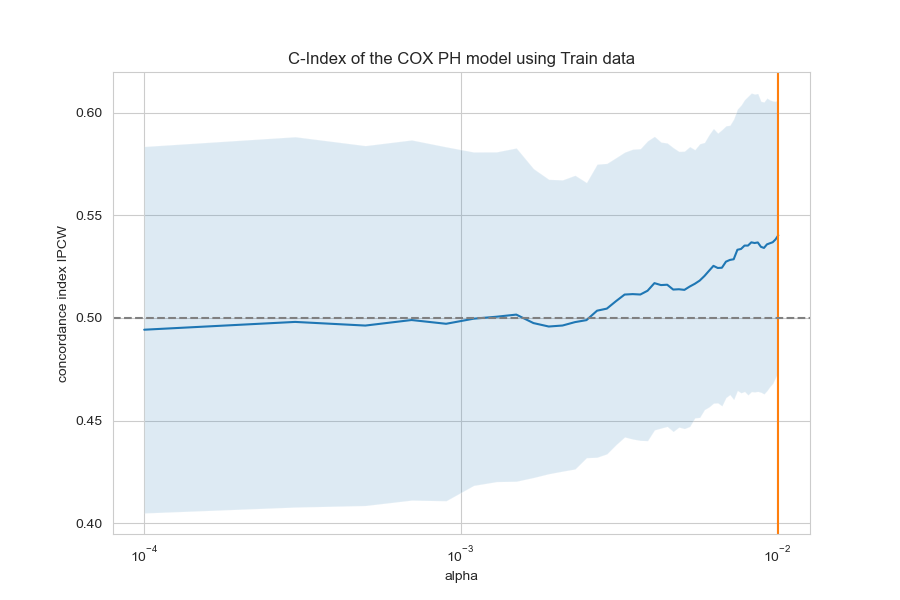 C-Index of the COX PH model using Train data
concordance index IPCW
0.60
0.55
0.50
0.45
0.40
10⁻⁴ 10⁻³ 10⁻²
alpha